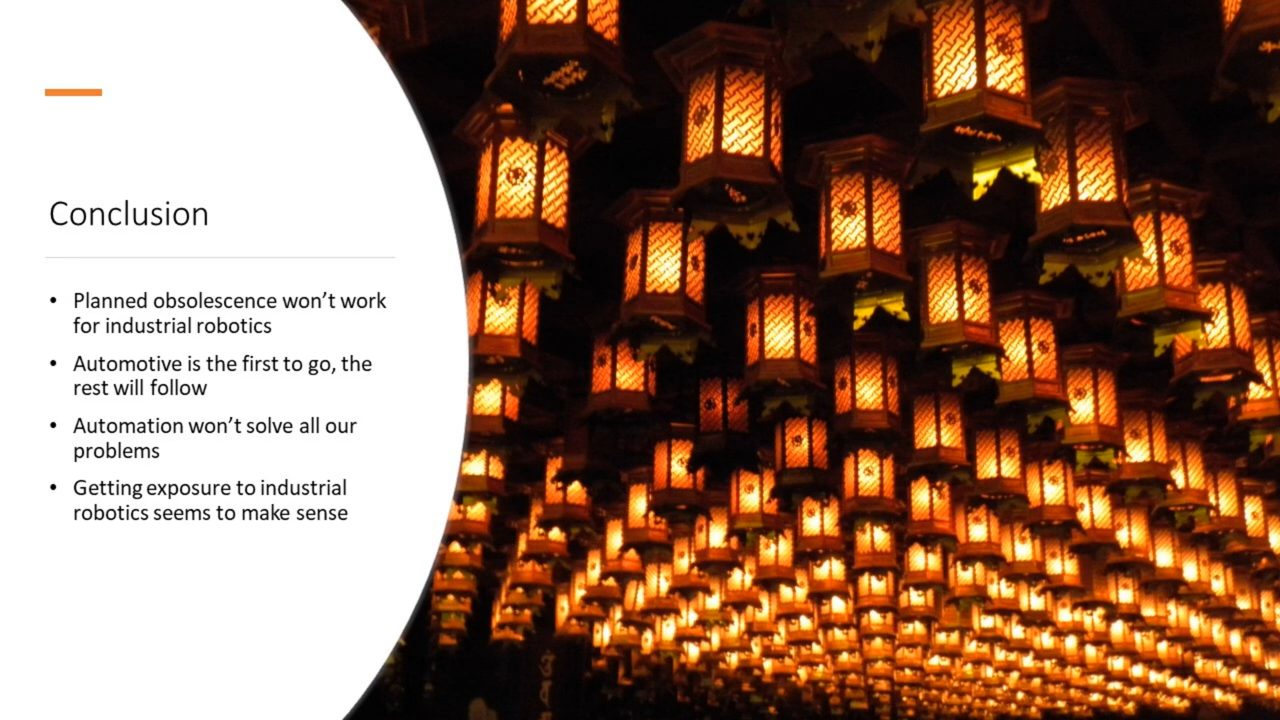 Conclusion
• Planned obsolescence won’t work
for industrial robotics
• Automotive is the first to go, the
rest will follow
• Automation won’t solve all our
problems
• Getting exposure to industrial
robotics seems to make sense